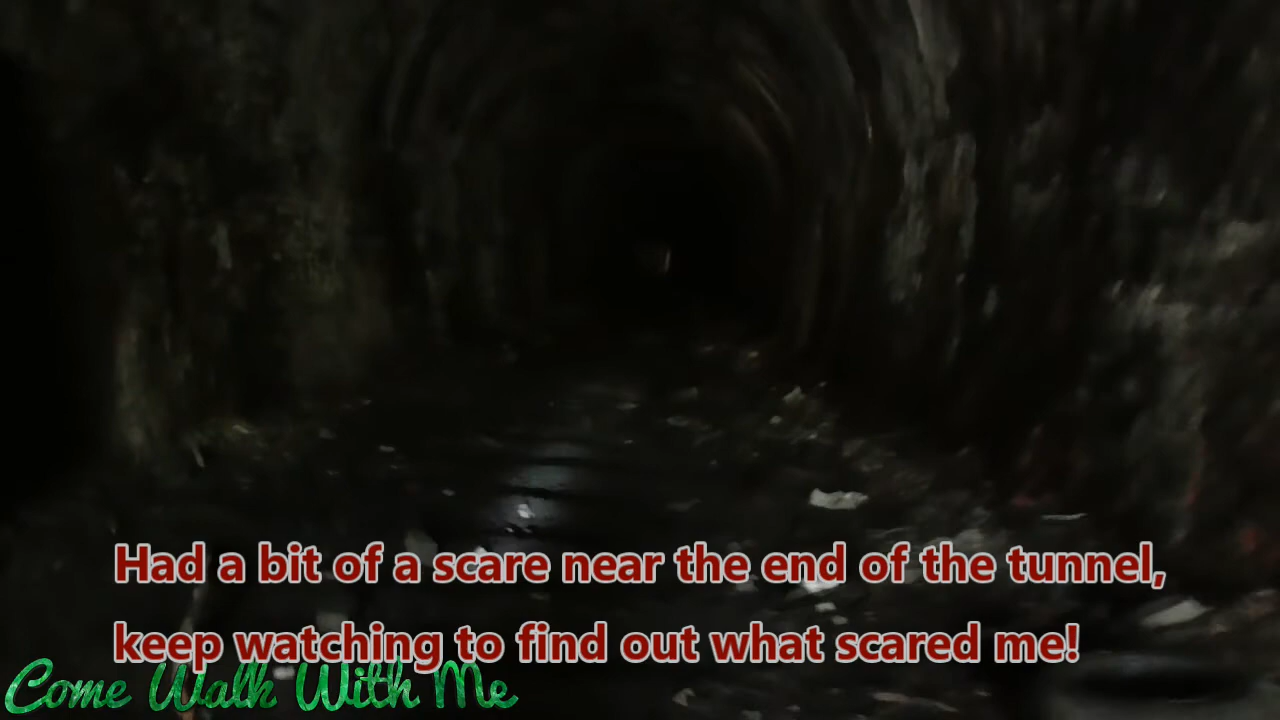 Had a bit of a scare near the end of the tunnel,
keep watching to find out what scared me!
Come Walk With Me